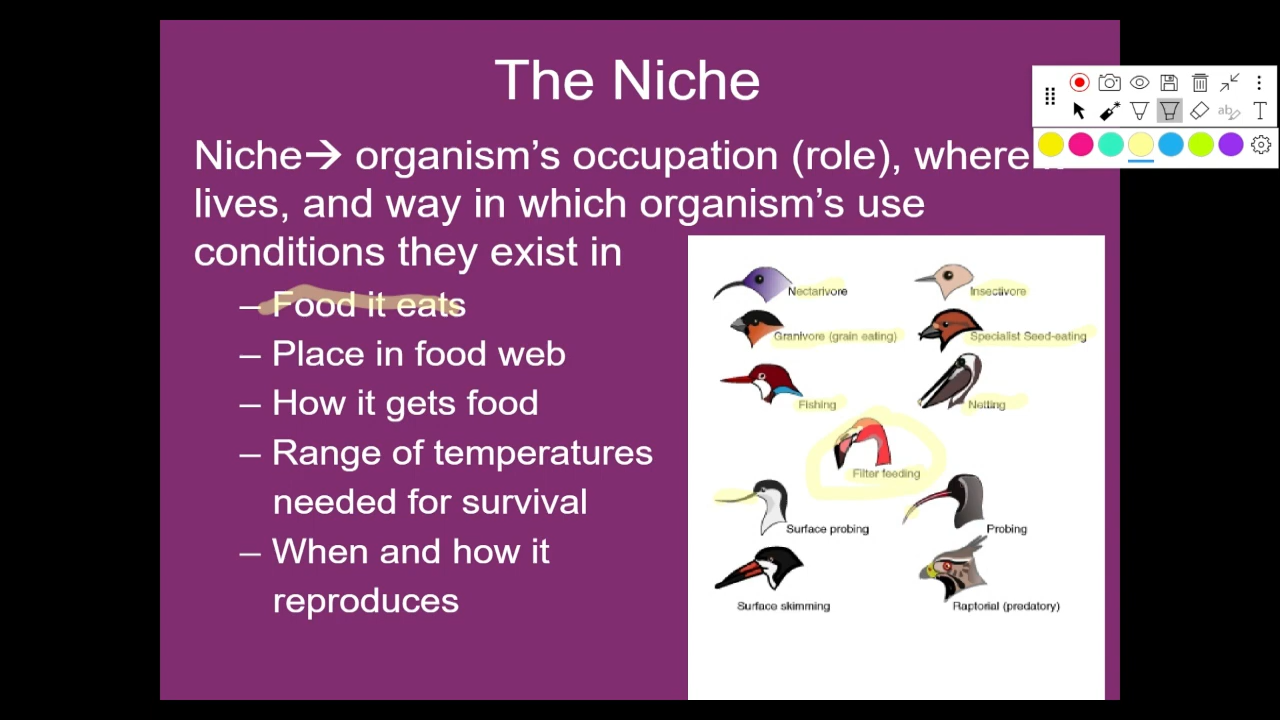 The Niche
Niche→ organism's occupation (role), where
lives, and way in which organism's use
conditions they exist in
– Food it eats
– Place in food web
– How it gets food
– Range of temperatures
needed for survival
– When and how it
reproduces
Nectarivore
Insectivore
Granivore (grain eating)
Specialist Seed-eating
Fishing
Netting
Filter feeding
Surface probing
Probing
Surface skimming
Raptorial (predatory)
ab
T